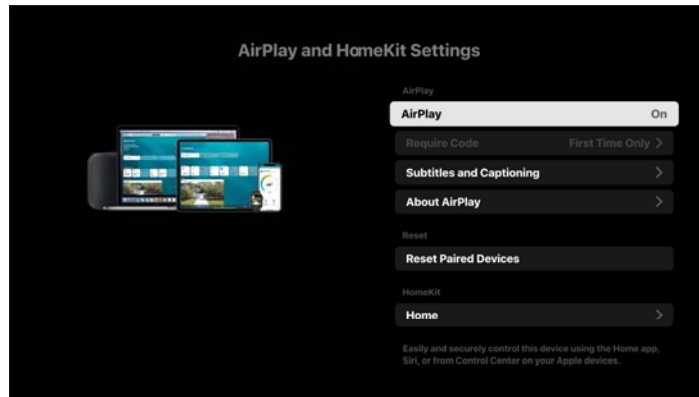 AirPlay and HomeKit Settings
AirPlay
AirPlay On
Require Code First Time Only >
Subtitles and Captioning >
About AirPlay >
Reset
Reset Paired Devices
HomeKit
Home >
Easily and securely control this device using the Home app,
Siri, or from Control Center on your Apple devices.